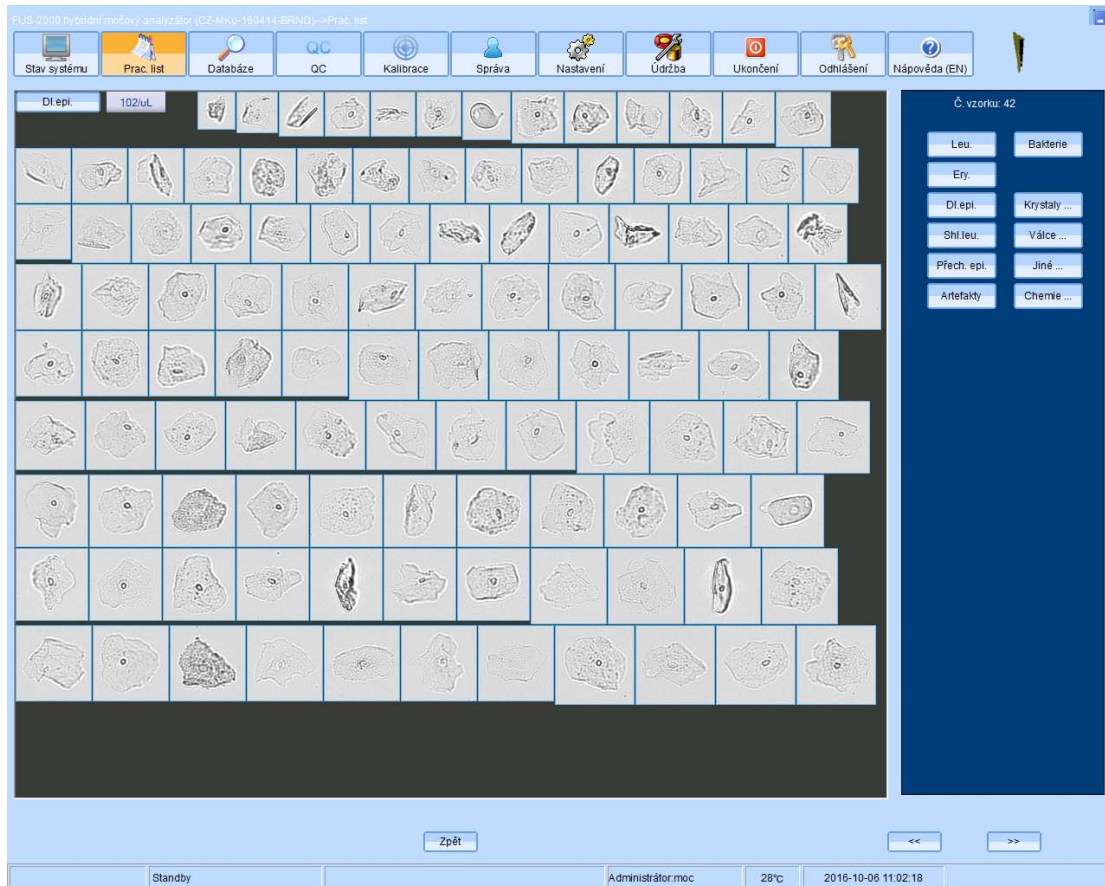 FUS-2000 hybridní močový analyzátor (CZ-MKo-160414-BRNO)-->Prac. list
Stav systému
Prac. list
Databáze
QC
QC
Kalibrace
Správa
Nastavení
Údržba
Ukončení
Odhlášení
Nápověda (EN)
Dl.epi.
102/uL
Č. vzorku: 42
Leu.
Bakterie
Ery.
Dl.epi.
Krystaly ...
Shl.leu.
Válce ...
Přech. epi.
Jiné ...
Artefakty
Chemie ...
Zpět
<<
>>
Standby
Administrátor:moc
28°C
2016-10-06 11:02:18